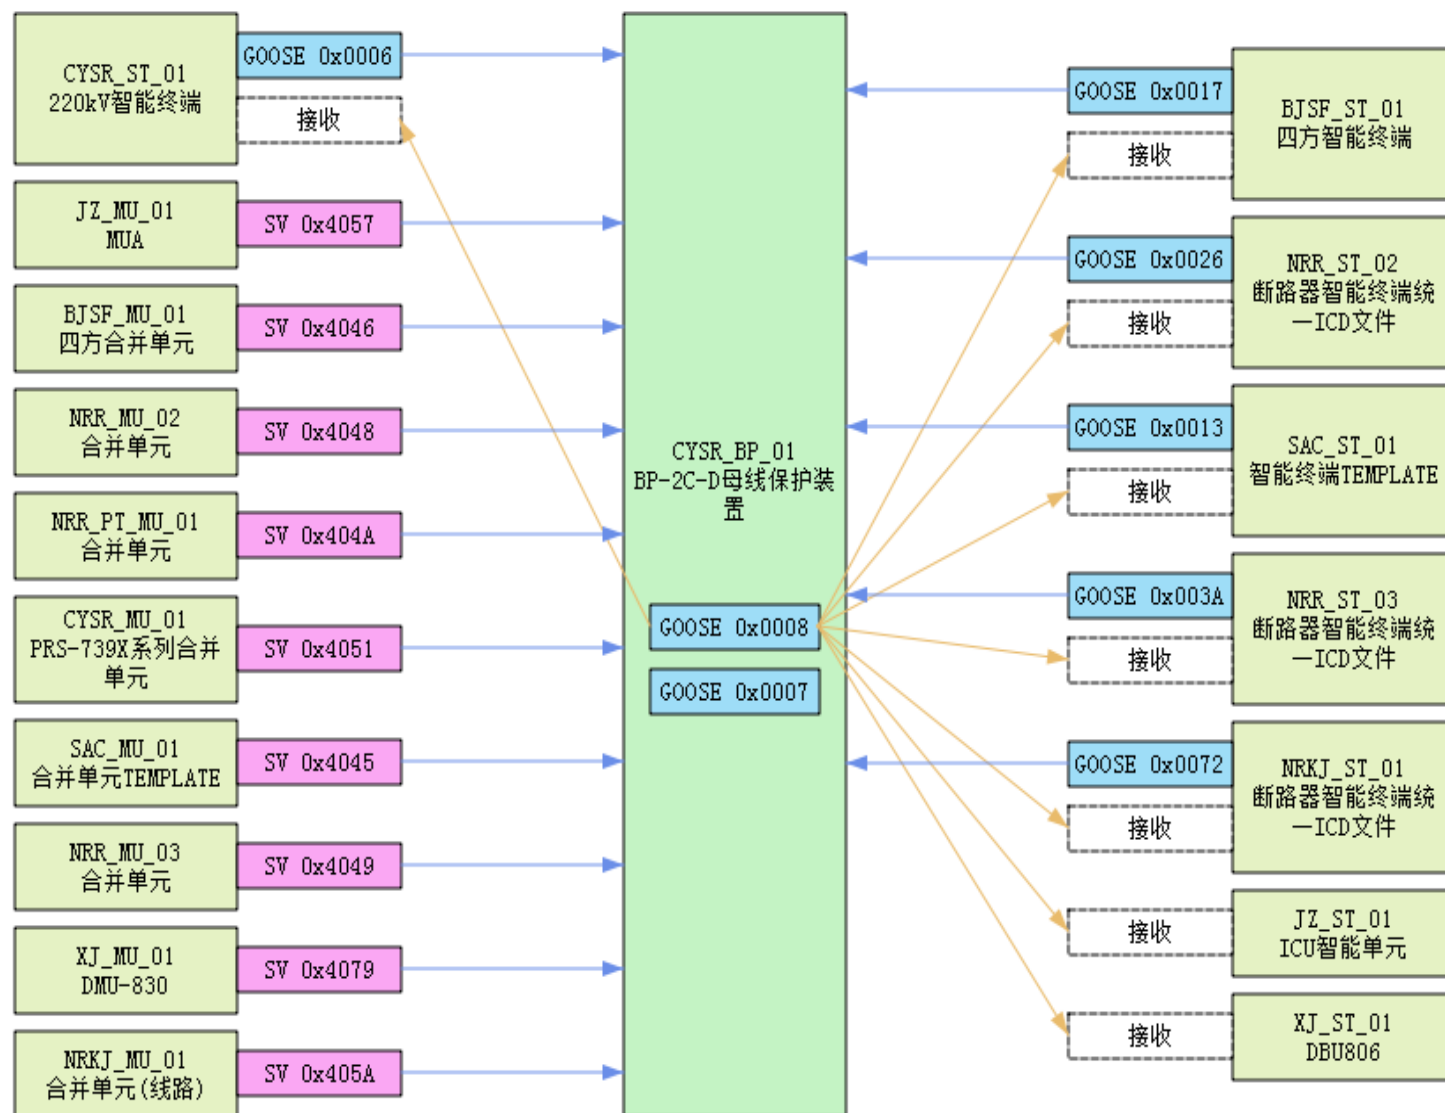 CYSR_ST_01
220kV智能终端
GOOSE 0x0006
接收
JZ_MU_01
MUA
SV 0x4057
BJSF_MU_01
四方合并单元
SV 0x4046
NRR_MU_02
合并单元
SV 0x4048
NRR_PT_MU_01
合并单元
SV 0x404A
CYSR_MU_01
PRS-739X系列合并
单元
SV 0x4051
SAC_MU_01
合并单元TEMPLATE
SV 0x4045
NRR_MU_03
合并单元
SV 0x4049
XJ_MU_01
DMU-830
SV 0x4079
NRKJ_MU_01
合并单元(线路)
SV 0x405A
CYSR_BP_01
BP-2C-D母线保护装
置
GOOSE 0x0008
GOOSE 0x0007
GOOSE 0x0017
接收
BJSF_ST_01
四方智能终端
GOOSE 0x0026
接收
NRR_ST_02
断路器智能终端统
一ICD文件
GOOSE 0x0013
接收
SAC_ST_01
智能终端TEMPLATE
GOOSE 0x003A
接收
NRR_ST_03
断路器智能终端统
一ICD文件
GOOSE 0x0072
接收
NRKJ_ST_01
断路器智能终端统
一ICD文件
接收
JZ_ST_01
ICU智能单元
接收
XJ_ST_01
DBU806